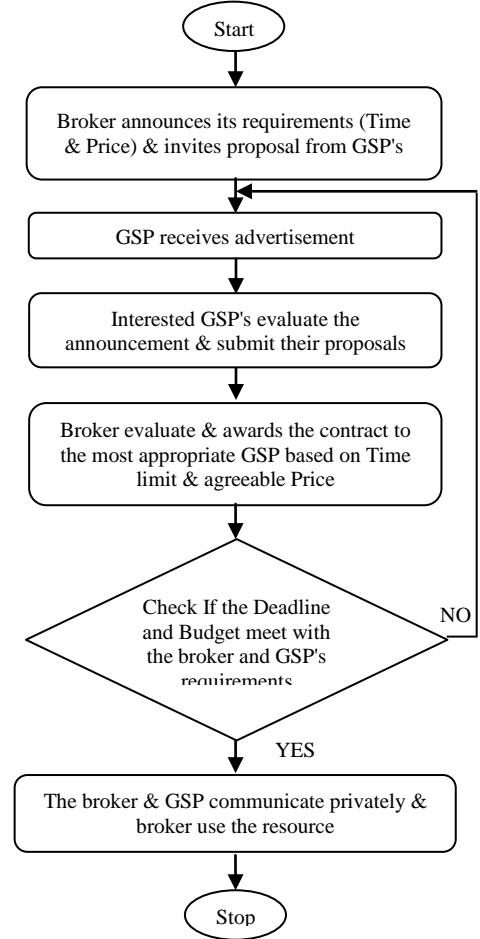 Start
Broker announces its requirements (Time
& Price) & invites proposal from GSP's
GSP receives advertisement
Interested GSP's evaluate the
announcement & submit their proposals
Broker evaluate & awards the contract to
the most appropriate GSP based on Time
limit & agreeable Price
Check If the Deadline
and Budget meet with
the broker and GSP's
requirements
NO
YES
The broker & GSP communicate privately &
broker use the resource
Stop